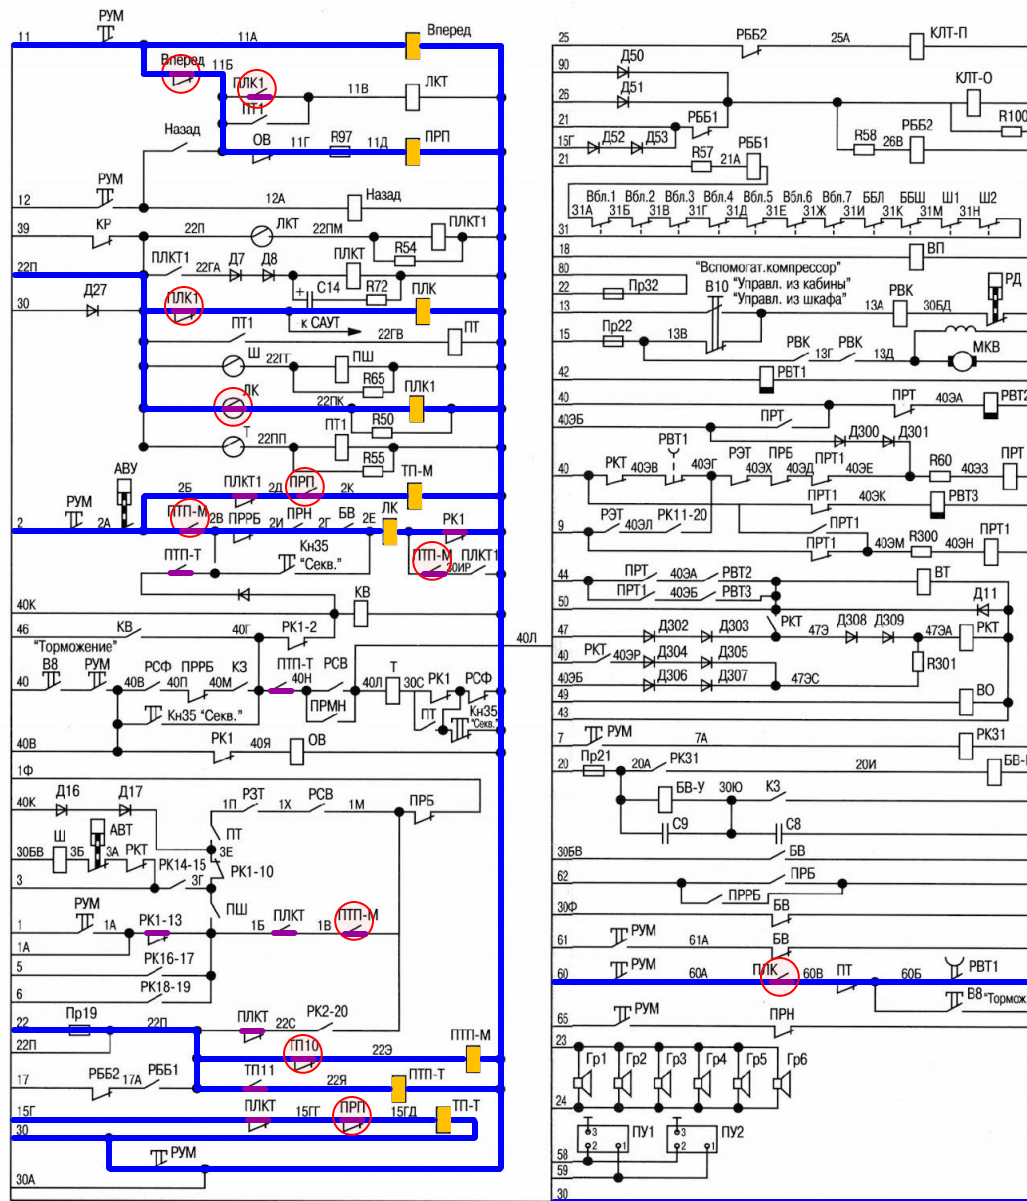 РУМ Вперед
11 11А
Вперед 11Б
ПЛК1 11В ЛКТ
ПТ1
Назад ОВ 11Г R97 11Д ПРП
РУМ
12 12А Назад
39 КР 22П ЛКТ 22ПМ ПЛКТ1
R54
22П ПЛКТ1 22ГА Д7 Д8 ПЛКТ
+ С14 R72
30 Д27 ПЛК1 ПЛК
к САУТ
ПТ1 22ГВ ПТ
Ш 22ГГ ПШ
R65
ЛК 22ПК ПЛК1
R50
Т 22ПП ПТ1
R55
АВУ ПЛКТ1 ПРП ТП-М
2Б 2Д 2К
РУМ ПТП-М ПРН БВ ЛК РК1
2 2А 2В ПРРБ 2И 2Г 2Е
ПТП-Т Кн35 "Секв." ПТП-М 20ИР ПЛКТ1
40К КВ
46 КВ 40Г РК1-2 40Л
"Торможение"
В8 РУМ РСФ ПРРБ КЗ ПТП-Т РСВ Т РК1 РСФ
40 40В 40П 40М 40Н 40Л 30С
Кн35 "Секв." ПРМН ПТ Кн35 "Секв."
40В РК1 40Я ОВ
1Ф
40К Д16 Д17 1П РЗТ 1Х РСВ 1М ПРБ
Ш АВТ ПТ
30БВ 3Б 3А РКТ 3Е
РК14-15 РК1-10
3 3Г
РУМ ПШ
1 1А РК1-13 1Б ПЛКТ 1В ПТП-М
1А
5 РК16-17
6 РК18-19
22 Пр19 22П ПЛКТ 22С РК2-20
22П ТП10 22Э ПТП-М
17 РББ2 17А РББ1 ТП11 22Я ПТП-Т
15Г ПЛКТ 15ГГ ПРП 15ГД ТП-Т
30
РУМ
30А
25 РББ2 25А КЛТ-П
90 Д50
26 Д51 КЛТ-О
R100
21 РББ1
15Г Д52 Д53 R58 26В РББ2
21 R57 21А РББ1
Вбл.1 Вбл.2 Вбл.3 Вбл.4 Вбл.5 Вбл.6 Вбл.7 ББЛ ББШ Ш1 Ш2
31 31А 31Б 31В 31Г 31Д 31Е 31Ж 31И 31К 31М 31Н
18 ВП
80 "Вспомогат.компрессор"
22 Пр32 В10 "Управл. из кабины"
13 "Управл. из шкафа" 13А РВК 30БД РД
15 Пр22 13В РВК 13Г РВК 13Д МКВ
42 РВТ1
40 ПРТ 40ЭА РВТ2
40ЭБ ПРТ Д300 Д301
РВТ1
40 РКТ 40ЭВ 40ЭГ РЭТ 40ЭХ ПРБ 40ЭД ПРТ1 40ЭЕ R60 40ЭЗ ПРТ
ПРТ1 40ЭК РВТ3
9 РЭТ 40ЭЛ РК11-20 ПРТ1
ПРТ1 40ЭМ R300 40ЭН ПРТ1
44 ПРТ 40ЭА РВТ2 ВТ
50 ПРТ1 40ЭБ РВТ3 Д11
47 Д302 Д303 РКТ 47Э Д308 Д309 47ЭА РКТ
40 РКТ 40ЭР Д304 Д305 R301
40ЭБ Д306 Д307 47ЭС
49 ВО
43
7 РУМ 7А РК31
20 Пр21 20А РК31 20И БВ-
БВ-У 30Ю КЗ
С9 С8
30БВ БВ
62 ПРБ
ПРРБ
30Ф БВ
61 РУМ 61А БВ
60 РУМ 60А ПЛК 60В ПТ 60Б РВТ1
В8 "Тормож
65 РУМ ПРН
23 Гр1 Гр2 Гр3 Гр4 Гр5 Гр6
24
3 2 1 ПУ1 3 2 1 ПУ2
58
59
30